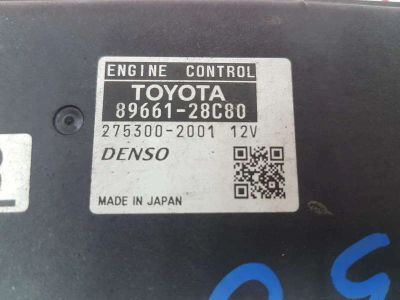 ENGINE CONTROL
TOYOTA
89661-28C80
275300-2001 12V
DENSO
MADE IN JAPAN